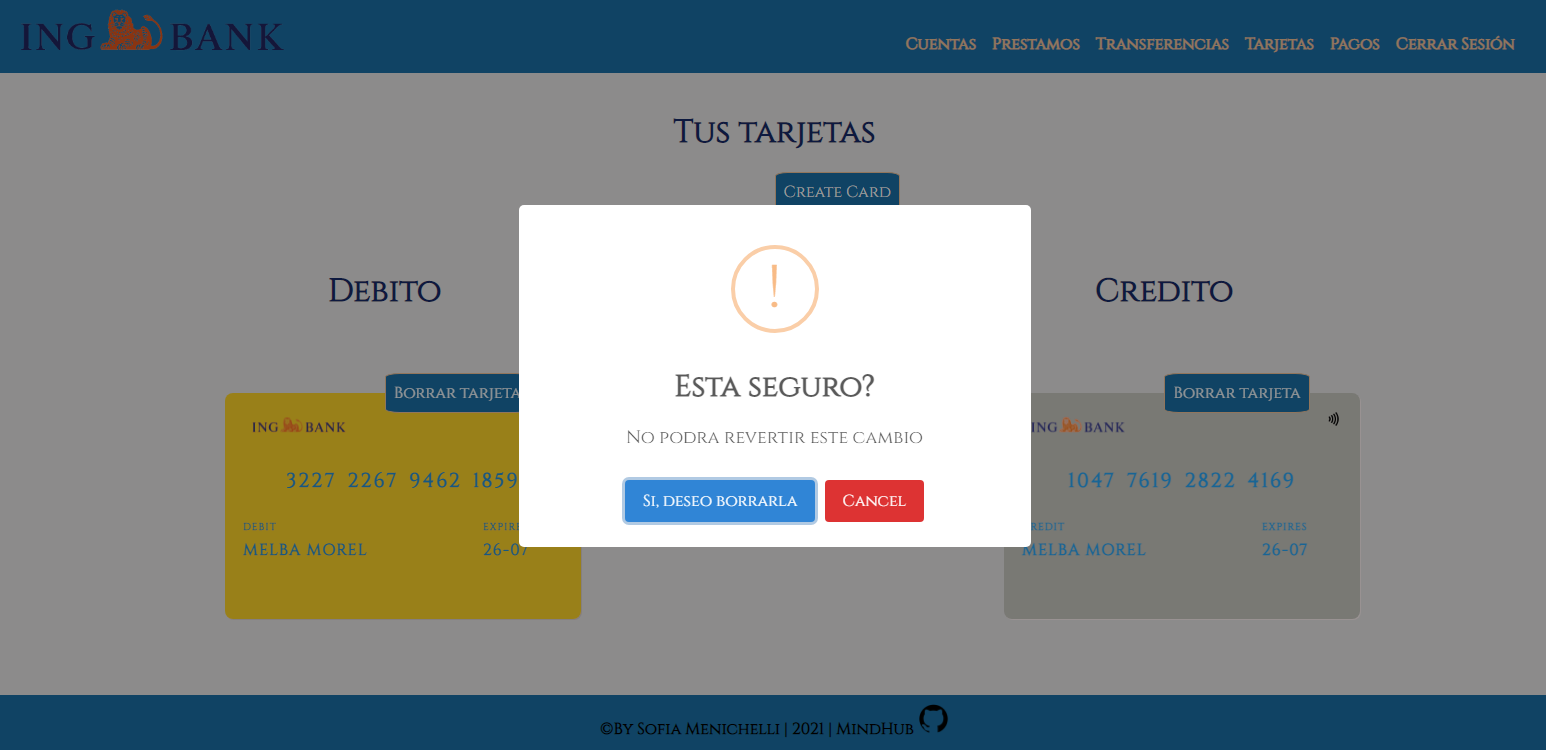 ING BANK
Cuentas Prestamos Transferencias Tarjetas Pagos Cerrar Sesión
Tus tarjetas
Create Card
Debito
Credito
!
Esta seguro?
No podra revertir este cambio
Si, deseo borrarla Cancel
Borrar tarjeta
ING BANK
3227 2267 9462 1859
DEBIT
MELBA MOREL 26-07
Borrar tarjeta
ING BANK
1047 7619 2822 4169
EXPIRES
MELBA MOREL 26-07
©By Sofia Menichelli | 2021 | MindHub